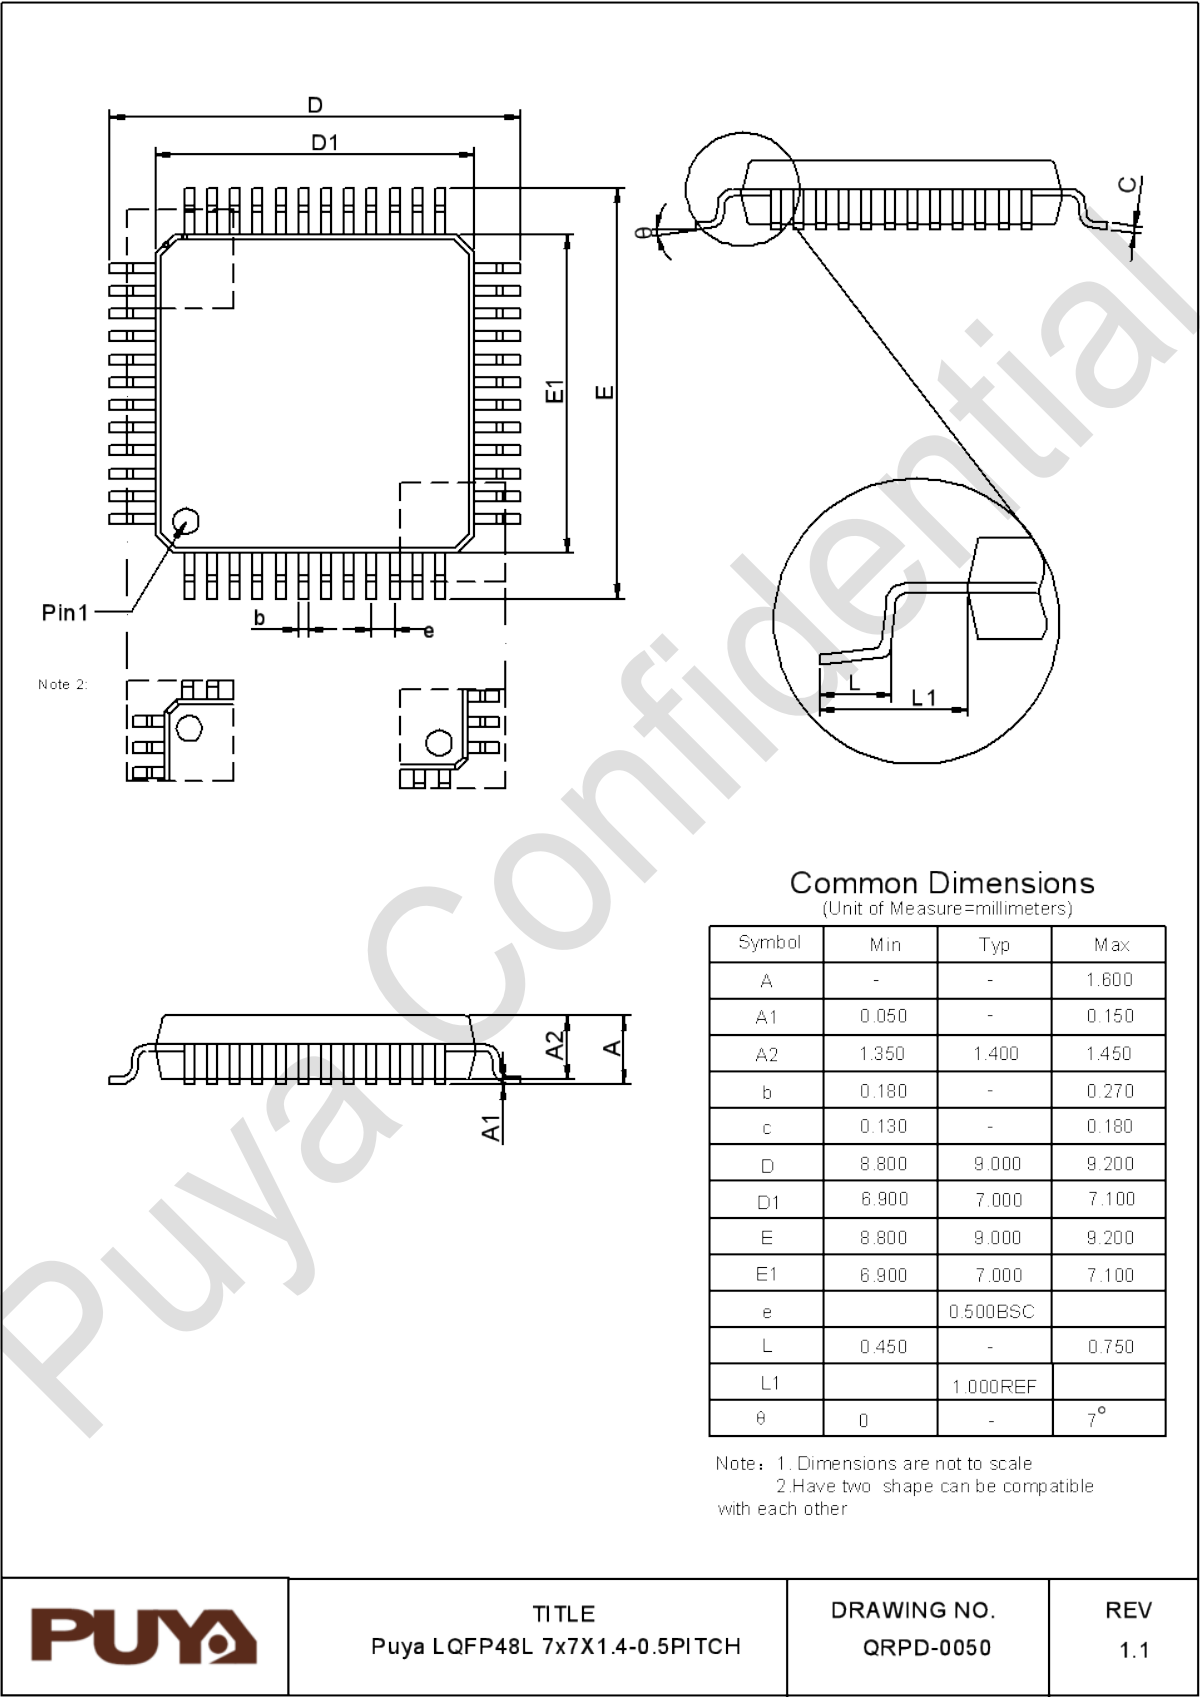 D
D1
E1
E
Pin1
b
e
Note 2:
θ
C
L
L1
A2
A
A1
Puya Confidential
Common Dimensions
(Unit of Measure=millimeters)
Symbol Min Typ Max
A - - 1.600
A1 0.050 - 0.150
A2 1.350 1.400 1.450
b 0.180 - 0.270
c 0.130 - 0.180
D 8.800 9.000 9.200
D1 6.900 7.000 7.100
E 8.800 9.000 9.200
E1 6.900 7.000 7.100
e 0.500BSC
L 0.450 - 0.750
L1 1.000REF
θ 0 - 7°
Note：1. Dimensions are not to scale
2.Have two shape can be compatible
with each other
PUYA
TITLE
Puya LQFP48L 7x7X1.4-0.5PITCH
DRAWING NO.
QRPD-0050
REV
1.1